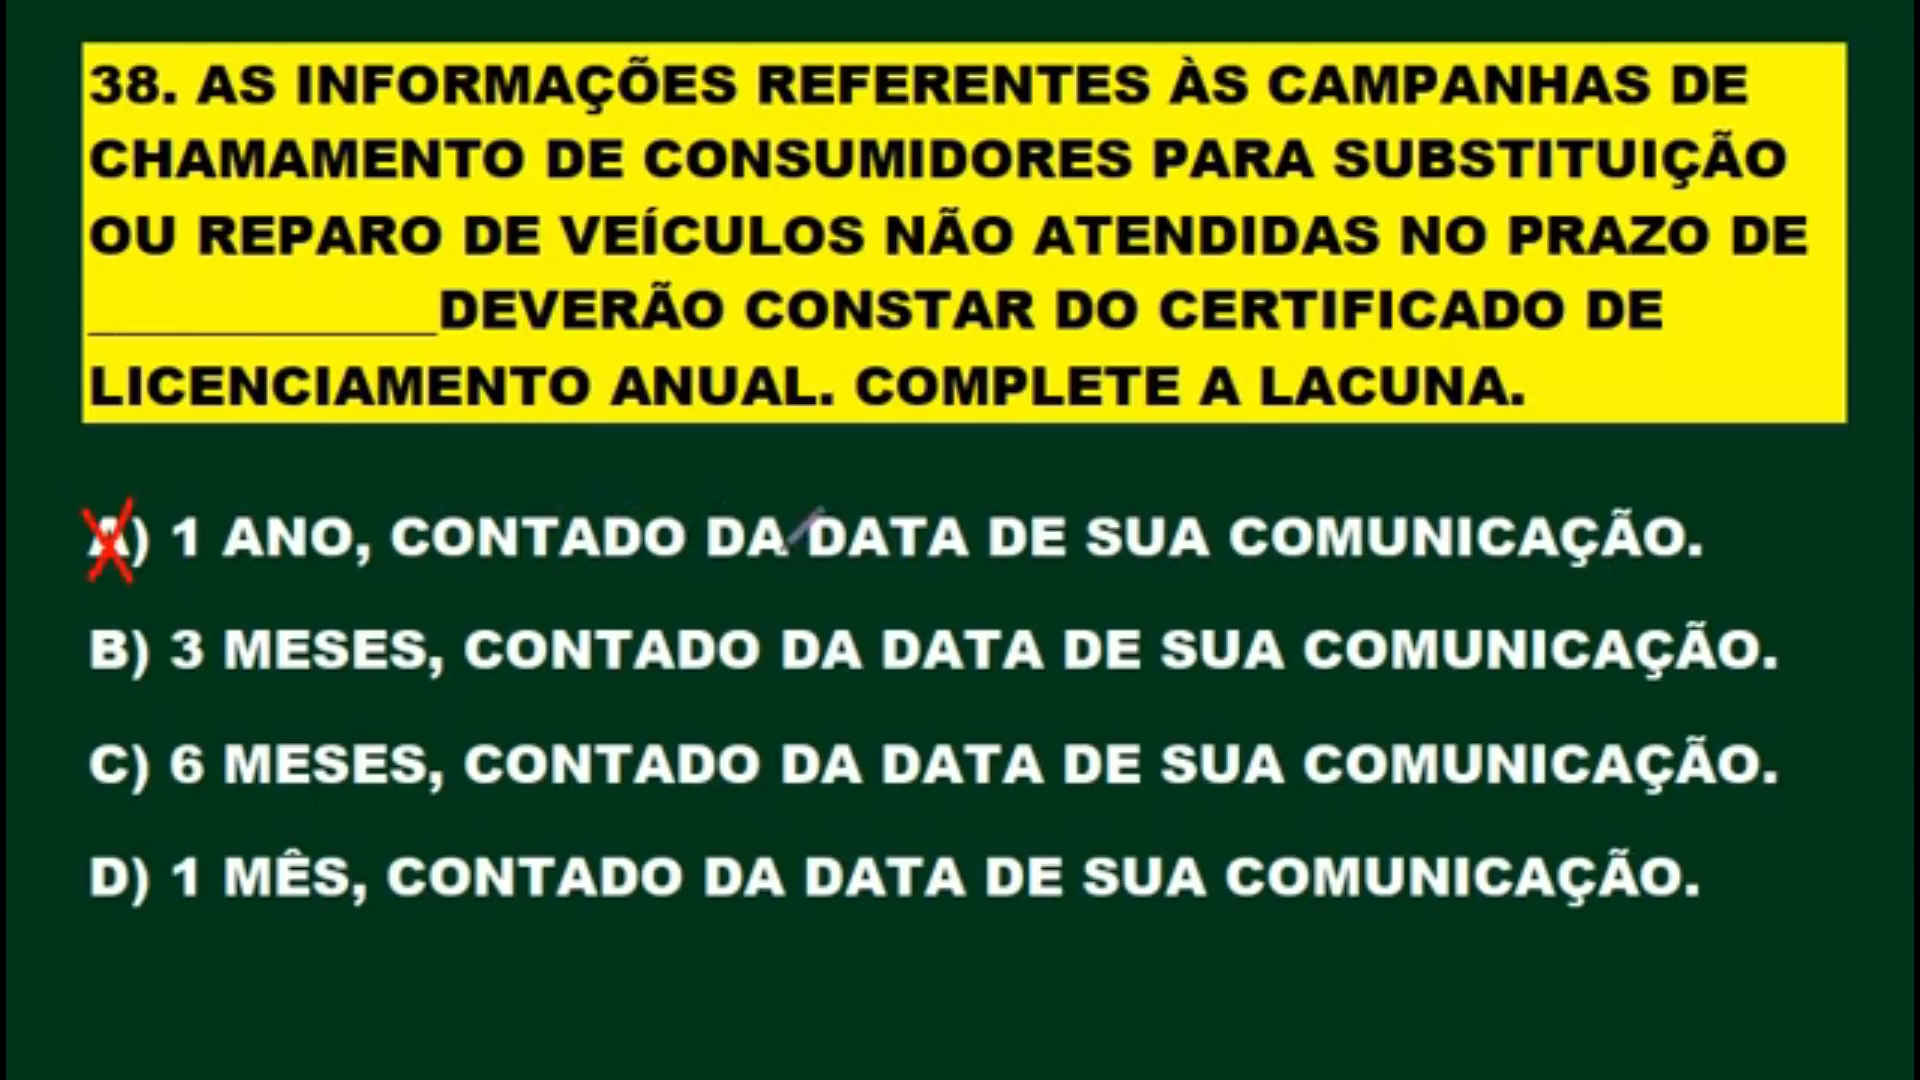 38. AS INFORMAÇÕES REFERENTES ÀS CAMPANHAS DE
CHAMAMENTO DE CONSUMIDORES PARA SUBSTITUIÇÃO
OU REPARO DE VEÍCULOS NÃO ATENDIDAS NO PRAZO DE
____________DEVERÃO CONSTAR DO CERTIFICADO DE
LICENCIAMENTO ANUAL. COMPLETE A LACUNA.
A) 1 ANO, CONTADO DA DATA DE SUA COMUNICAÇÃO.
B) 3 MESES, CONTADO DA DATA DE SUA COMUNICAÇÃO.
C) 6 MESES, CONTADO DA DATA DE SUA COMUNICAÇÃO.
D) 1 MÊS, CONTADO DA DATA DE SUA COMUNICAÇÃO.